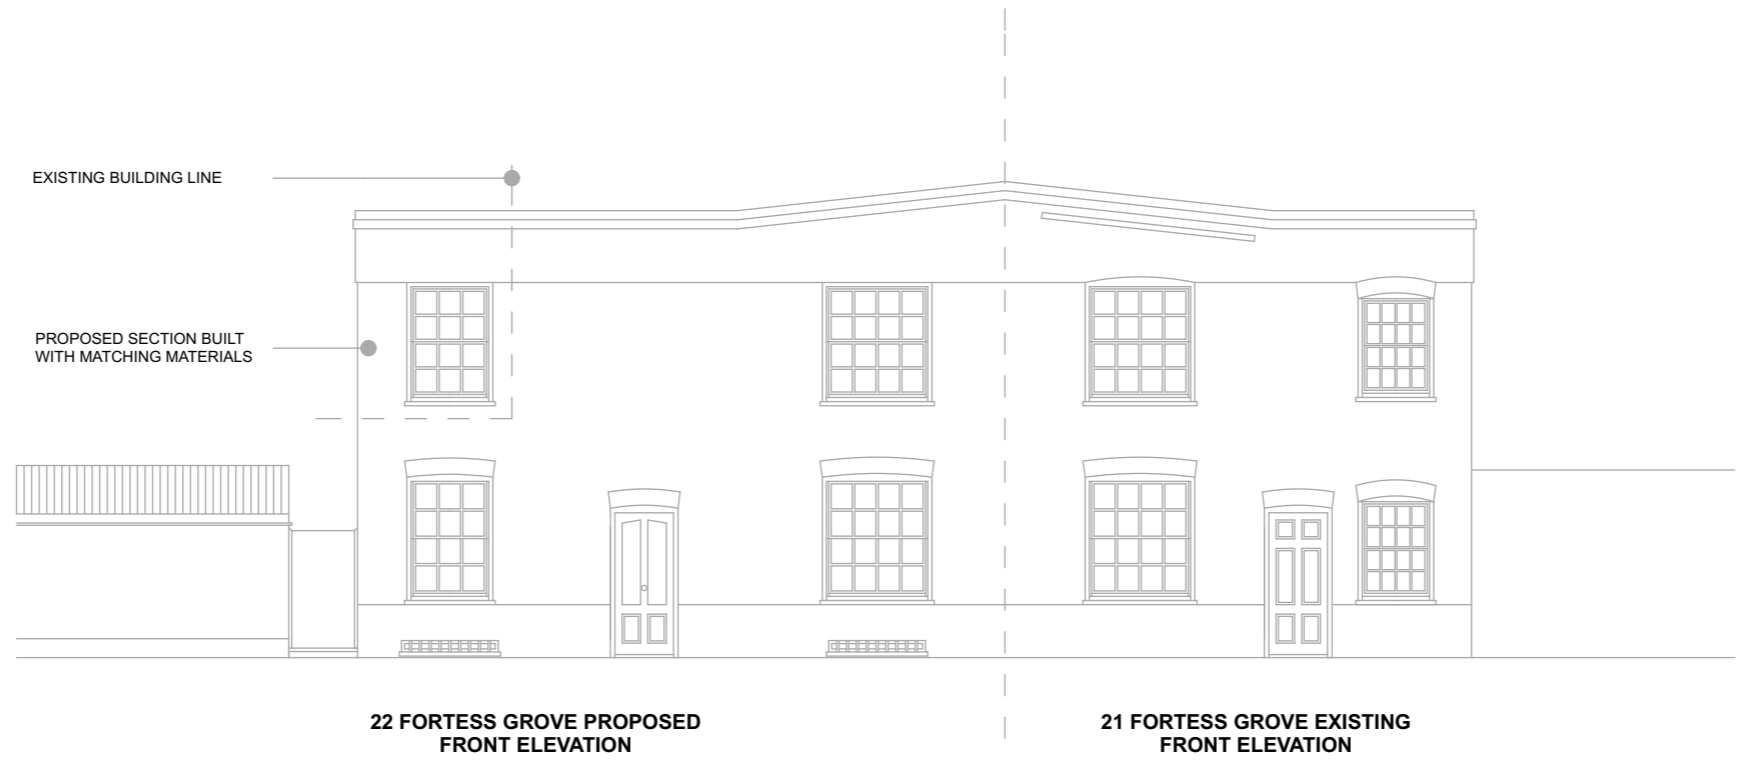 EXISTING BUILDING LINE
PROPOSED SECTION BUILT
WITH MATCHING MATERIALS
22 FORTESS GROVE PROPOSED
FRONT ELEVATION
21 FORTESS GROVE EXISTING
FRONT ELEVATION